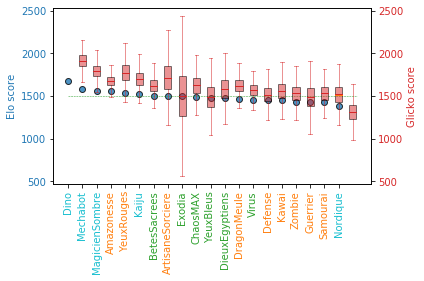 2500
2000
1500
1000
500
Elo score
2500
2000
1500
1000
500
Glicko score
Dino
Mechabot
MagicienSombre
Amazonesse
YeuxRouges
Kaiju
BetesSacrees
ArtisaneSorciere
Exodia
ChaosMAX
YeuxBleus
DieuxEgyptiens
DragonMeule
Virus
Defense
Kawai
Zombie
Guerrier
Samourai
Nordique